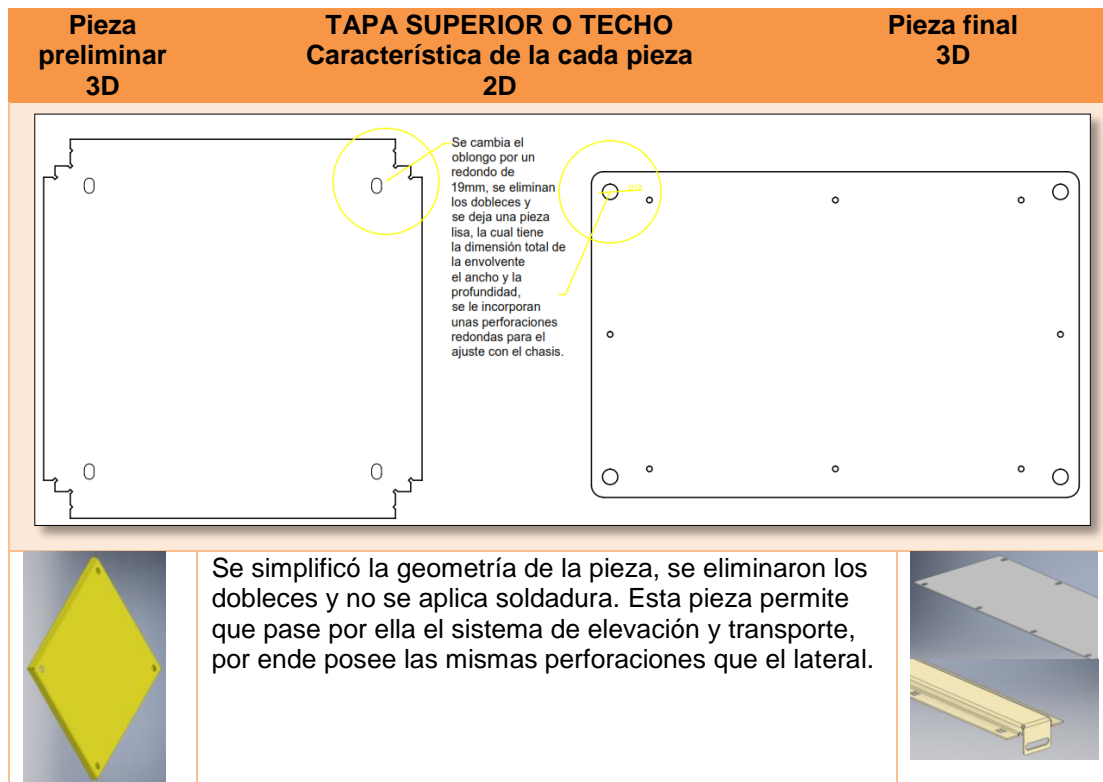 Pieza
preliminar
3D
TAPA SUPERIOR O TECHO
Característica de la cada pieza
2D
Pieza final
3D
Se cambia el
oblongo por un
redondo de
19mm, se eliminan
los dobleces y
se deja una pieza
lisa, la cual tiene
la dimensión total de
la envolvente
el ancho y la
profundidad,
se le incorporan
unas perforaciones
redondas para el
ajuste con el chasis.
Se simplificó la geometría de la pieza, se eliminaron los
dobleces y no se aplica soldadura. Esta pieza permite
que pase por ella el sistema de elevación y transporte,
por ende posee las mismas perforaciones que el lateral.